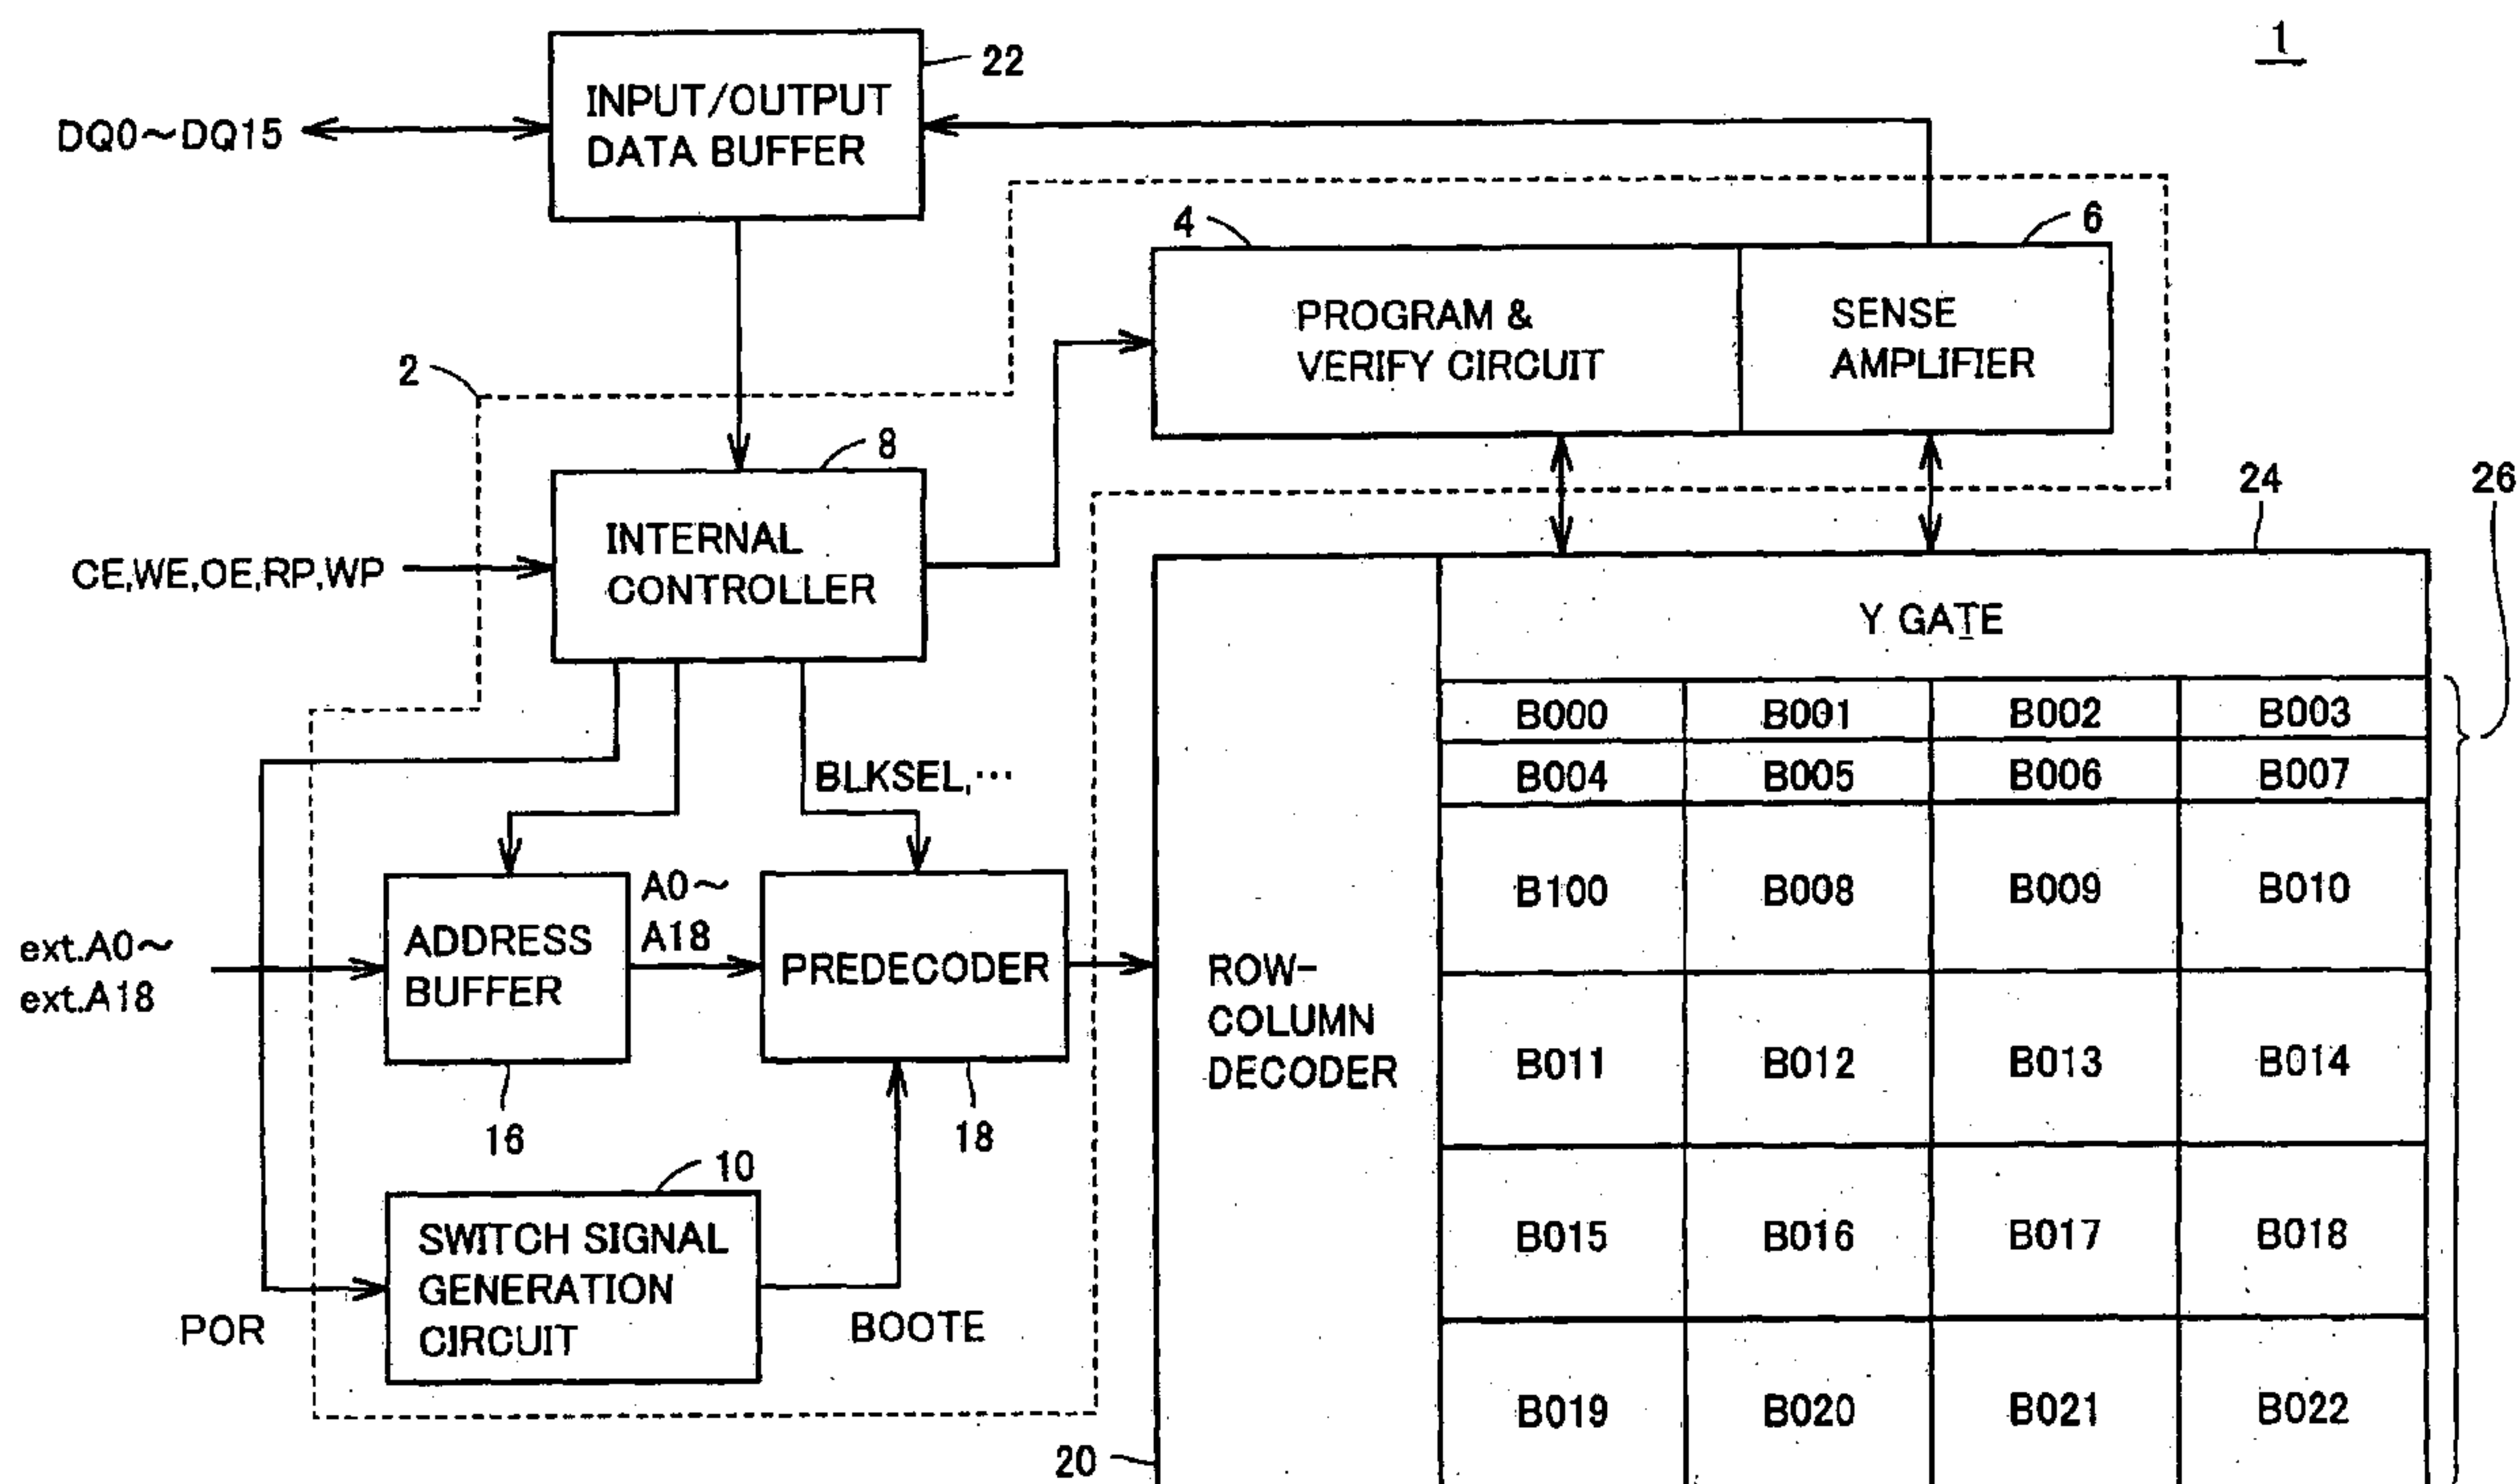 1
22
INPUT/OUTPUT
DATA BUFFER
DQ0～DQ15
4
6
PROGRAM &
VERIFY CIRCUIT
SENSE
AMPLIFIER
2
8
24
26
INTERNAL
CONTROLLER
CE,WE,OE,RP,WP
Y GATE
B000 B001 B002 B003
B004 B005 B006 B007
BLKSEL,…
B100 B008 B009 B010
A0～
A18
ext.A0～
ext.A18
ADDRESS
BUFFER
PREDECODER
ROW-
COLUMN
DECODER
B011 B012 B013 B014
16
18
10
SWITCH SIGNAL
GENERATION
CIRCUIT
B015 B016 B017 B018
POR
BOOTE
B019 B020 B021 B022
20